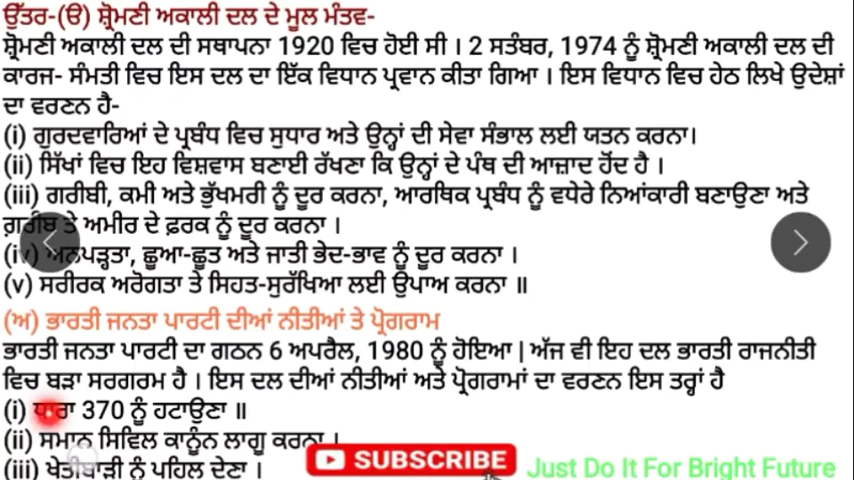 ਉੱਤਰ-(ੳ) ਸ਼੍ਰੋਮਣੀ ਅਕਾਲੀ ਦਲ ਦੇ ਮੂਲ ਮੰਤਵ-
ਸ਼੍ਰੋਮਣੀ ਅਕਾਲੀ ਦਲ ਦੀ ਸਥਾਪਨਾ 1920 ਵਿਚ ਹੋਈ ਸੀ । 2 ਸਤੰਬਰ, 1974 ਨੂੰ ਸ਼੍ਰੋਮਣੀ ਅਕਾਲੀ ਦਲ ਦੀ
ਕਾਰਜ- ਸੰਮਤੀ ਵਿਚ ਇਸ ਦਲ ਦਾ ਇੱਕ ਵਿਧਾਨ ਪ੍ਰਵਾਨ ਕੀਤਾ ਗਿਆ । ਇਸ ਵਿਧਾਨ ਵਿਚ ਹੇਠ ਲਿਖੇ ਉਦੇਸ਼ਾਂ
ਦਾ ਵਰਣਨ ਹੈ-
(i) ਗੁਰਦਵਾਰਿਆਂ ਦੇ ਪ੍ਰਬੰਧ ਵਿਚ ਸੁਧਾਰ ਅਤੇ ਉਨ੍ਹਾਂ ਦੀ ਸੇਵਾ ਸੰਭਾਲ ਲਈ ਯਤਨ ਕਰਨਾ।
(ii) ਸਿੱਖਾਂ ਵਿਚ ਇਹ ਵਿਸ਼ਵਾਸ ਬਣਾਈ ਰੱਖਣਾ ਕਿ ਉਨ੍ਹਾਂ ਦੇ ਪੰਥ ਦੀ ਆਜ਼ਾਦ ਹੋਂਦ ਹੈ ।
(iii) ਗਰੀਬੀ, ਕਮੀ ਅਤੇ ਭੁੱਖਮਰੀ ਨੂੰ ਦੂਰ ਕਰਨਾ, ਆਰਥਿਕ ਪ੍ਰਬੰਧ ਨੂੰ ਵਧੇਰੇ ਨਿਆਂਕਾਰੀ ਬਣਾਉਣਾ ਅਤੇ
ਗ਼ਰੀਬ ਤੇ ਅਮੀਰ ਦੇ ਫ਼ਰਕ ਨੂੰ ਦੂਰ ਕਰਨਾ ।
(iv) ਅਨਪੜ੍ਹਤਾ, ਛੂਆ-ਛੂਤ ਅਤੇ ਜਾਤੀ ਭੇਦ-ਭਾਵ ਨੂੰ ਦੂਰ ਕਰਨਾ ।
(v) ਸਰੀਰਕ ਅਰੋਗਤਾ ਤੇ ਸਿਹਤ-ਸੁਰੱਖਿਆ ਲਈ ਉਪਾਅ ਕਰਨਾ ॥
(ਅ) ਭਾਰਤੀ ਜਨਤਾ ਪਾਰਟੀ ਦੀਆਂ ਨੀਤੀਆਂ ਤੇ ਪ੍ਰੋਗਰਾਮ
ਭਾਰਤੀ ਜਨਤਾ ਪਾਰਟੀ ਦਾ ਗਠਨ 6 ਅਪਰੈਲ, 1980 ਨੂੰ ਹੋਇਆ | ਅੱਜ ਵੀ ਇਹ ਦਲ ਭਾਰਤੀ ਰਾਜਨੀਤੀ
ਵਿਚ ਬੜਾ ਸਰਗਰਮ ਹੈ । ਇਸ ਦਲ ਦੀਆਂ ਨੀਤੀਆਂ ਅਤੇ ਪ੍ਰੋਗਰਾਮਾਂ ਦਾ ਵਰਣਨ ਇਸ ਤਰ੍ਹਾਂ ਹੈ
(i) ਧਾਰਾ 370 ਨੂੰ ਹਟਾਉਣਾ ॥
(ii) ਸਮਾਨ ਸਿਵਿਲ ਕਾਨੂੰਨ ਲਾਗੂ ਕਰਨਾ ।
(iii) ਖੇਤੀਬਾੜੀ ਨੂੰ ਪਹਿਲ ਦੇਣਾ ।
SUBSCRIBE
Just Do It For Bright Future